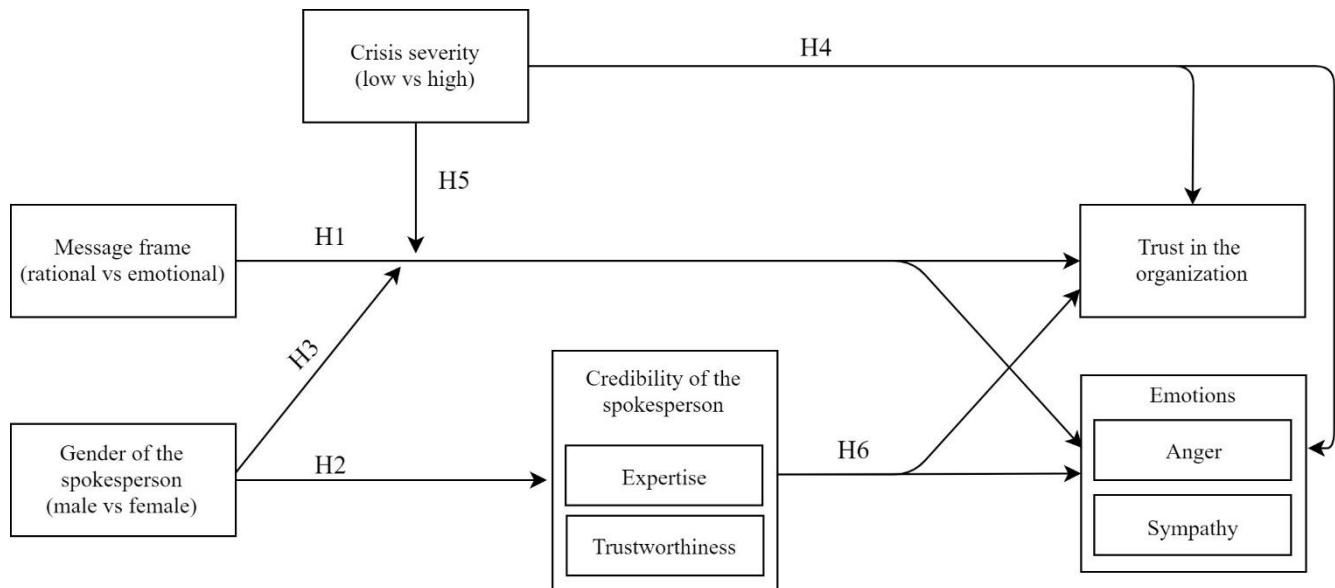 Crisis severity
(low vs high)
H4
H5
Message frame
(rational vs emotional)
H1
Trust in the
organization
H3
Gender of the
spokesperson
(male vs female)
H2
Credibility of the
spokesperson
Expertise
Trustworthiness
H6
Emotions
Anger
Sympathy